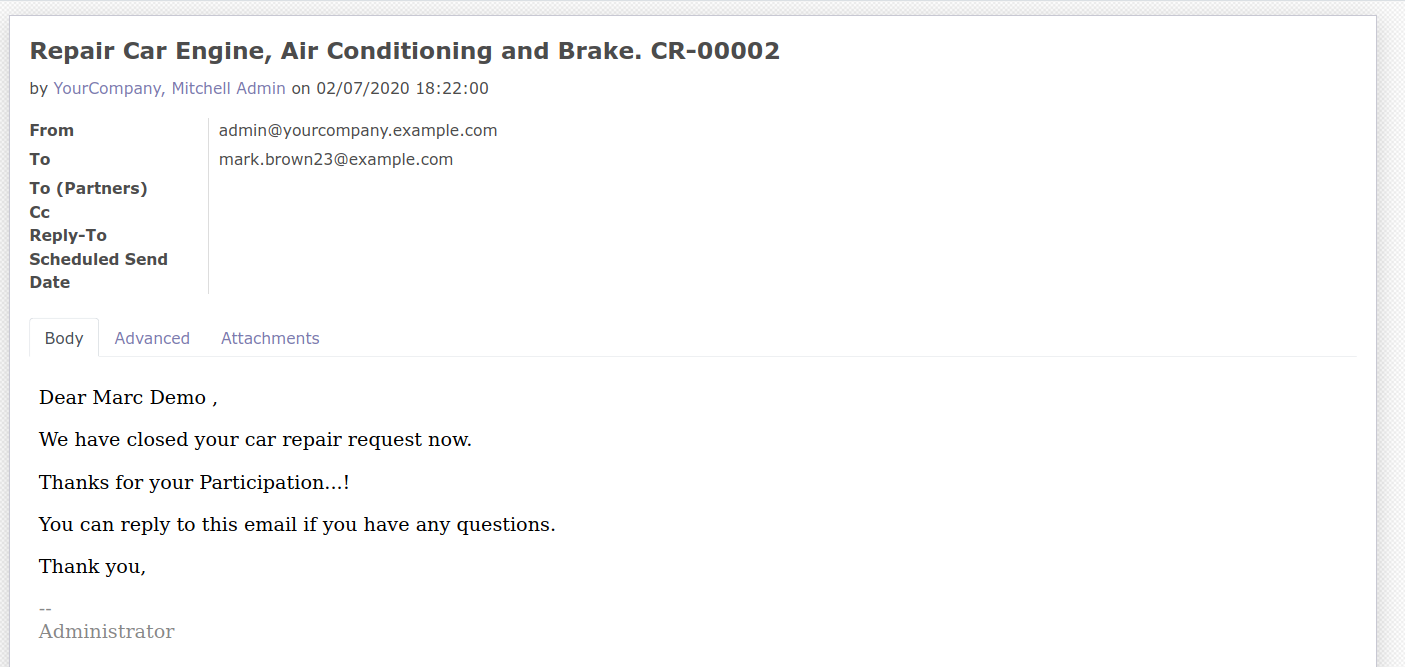 Repair Car Engine, Air Conditioning and Brake. CR-00002
by YourCompany, Mitchell Admin on 02/07/2020 18:22:00
From admin@yourcompany.example.com
To mark.brown23@example.com
To (Partners)
Cc
Reply-To
Scheduled Send
Date
Body Advanced Attachments
Dear Marc Demo ,
We have closed your car repair request now.
Thanks for your Participation...!
You can reply to this email if you have any questions.
Thank you,
--
Administrator